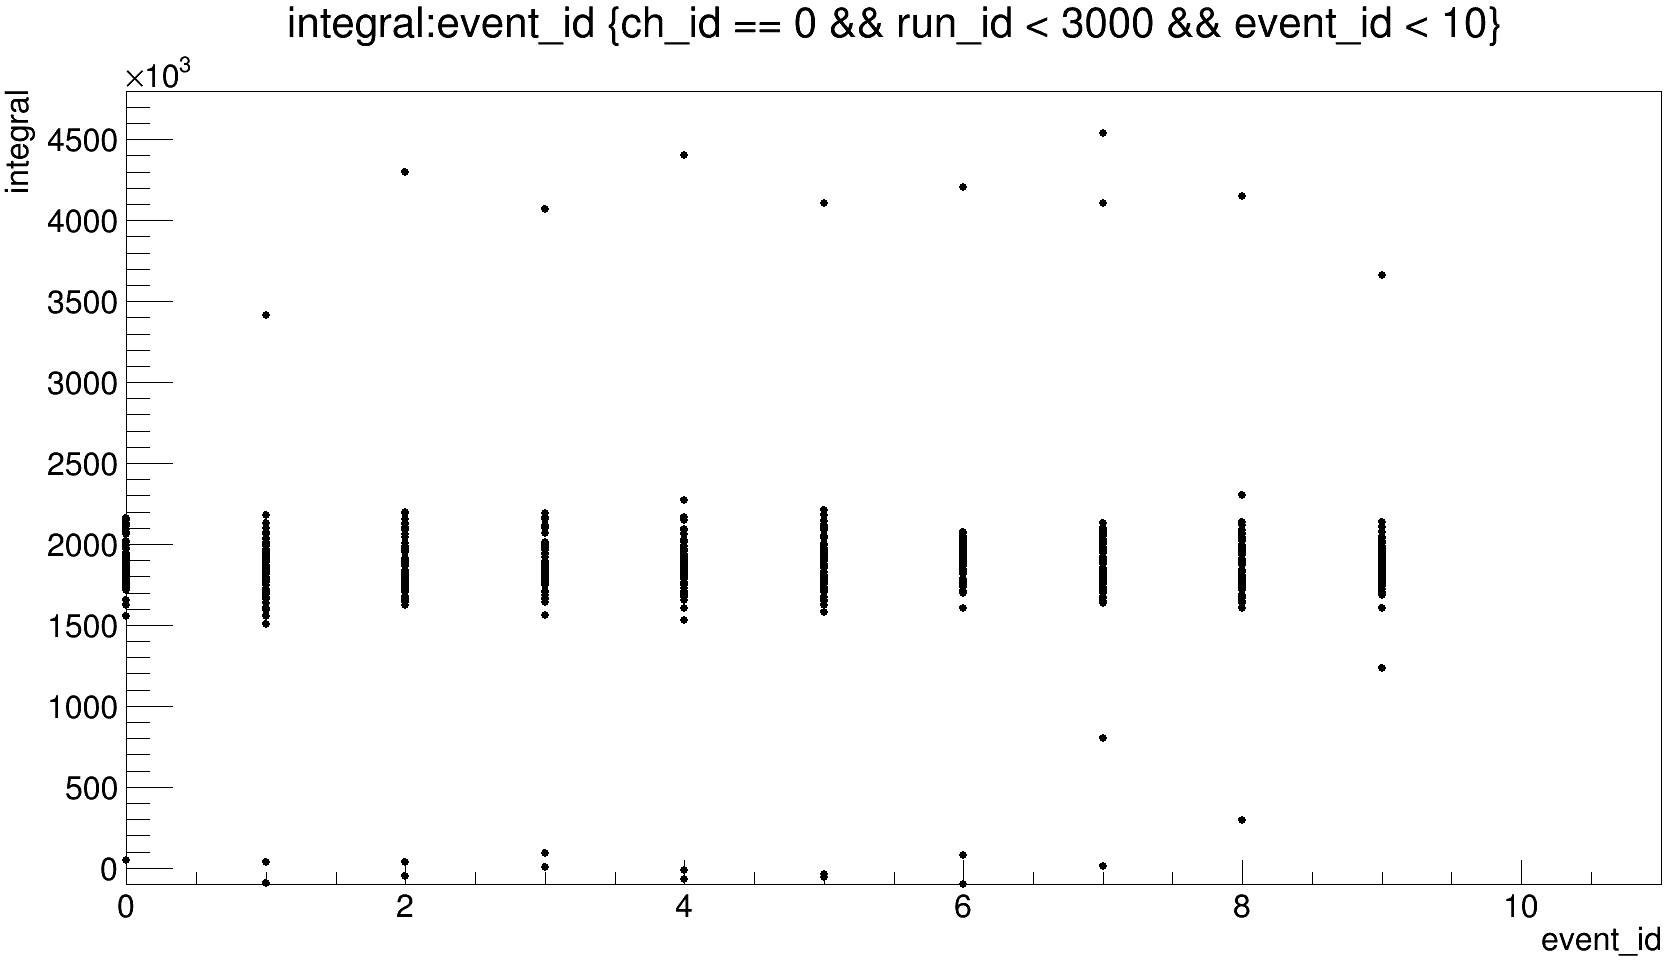 integral:event_id {ch_id == 0 && run_id < 3000 && event_id < 10}
×10³
integral
4500
4000
3500
3000
2500
2000
1500
1000
500
0
0 2 4 6 8 10
event_id